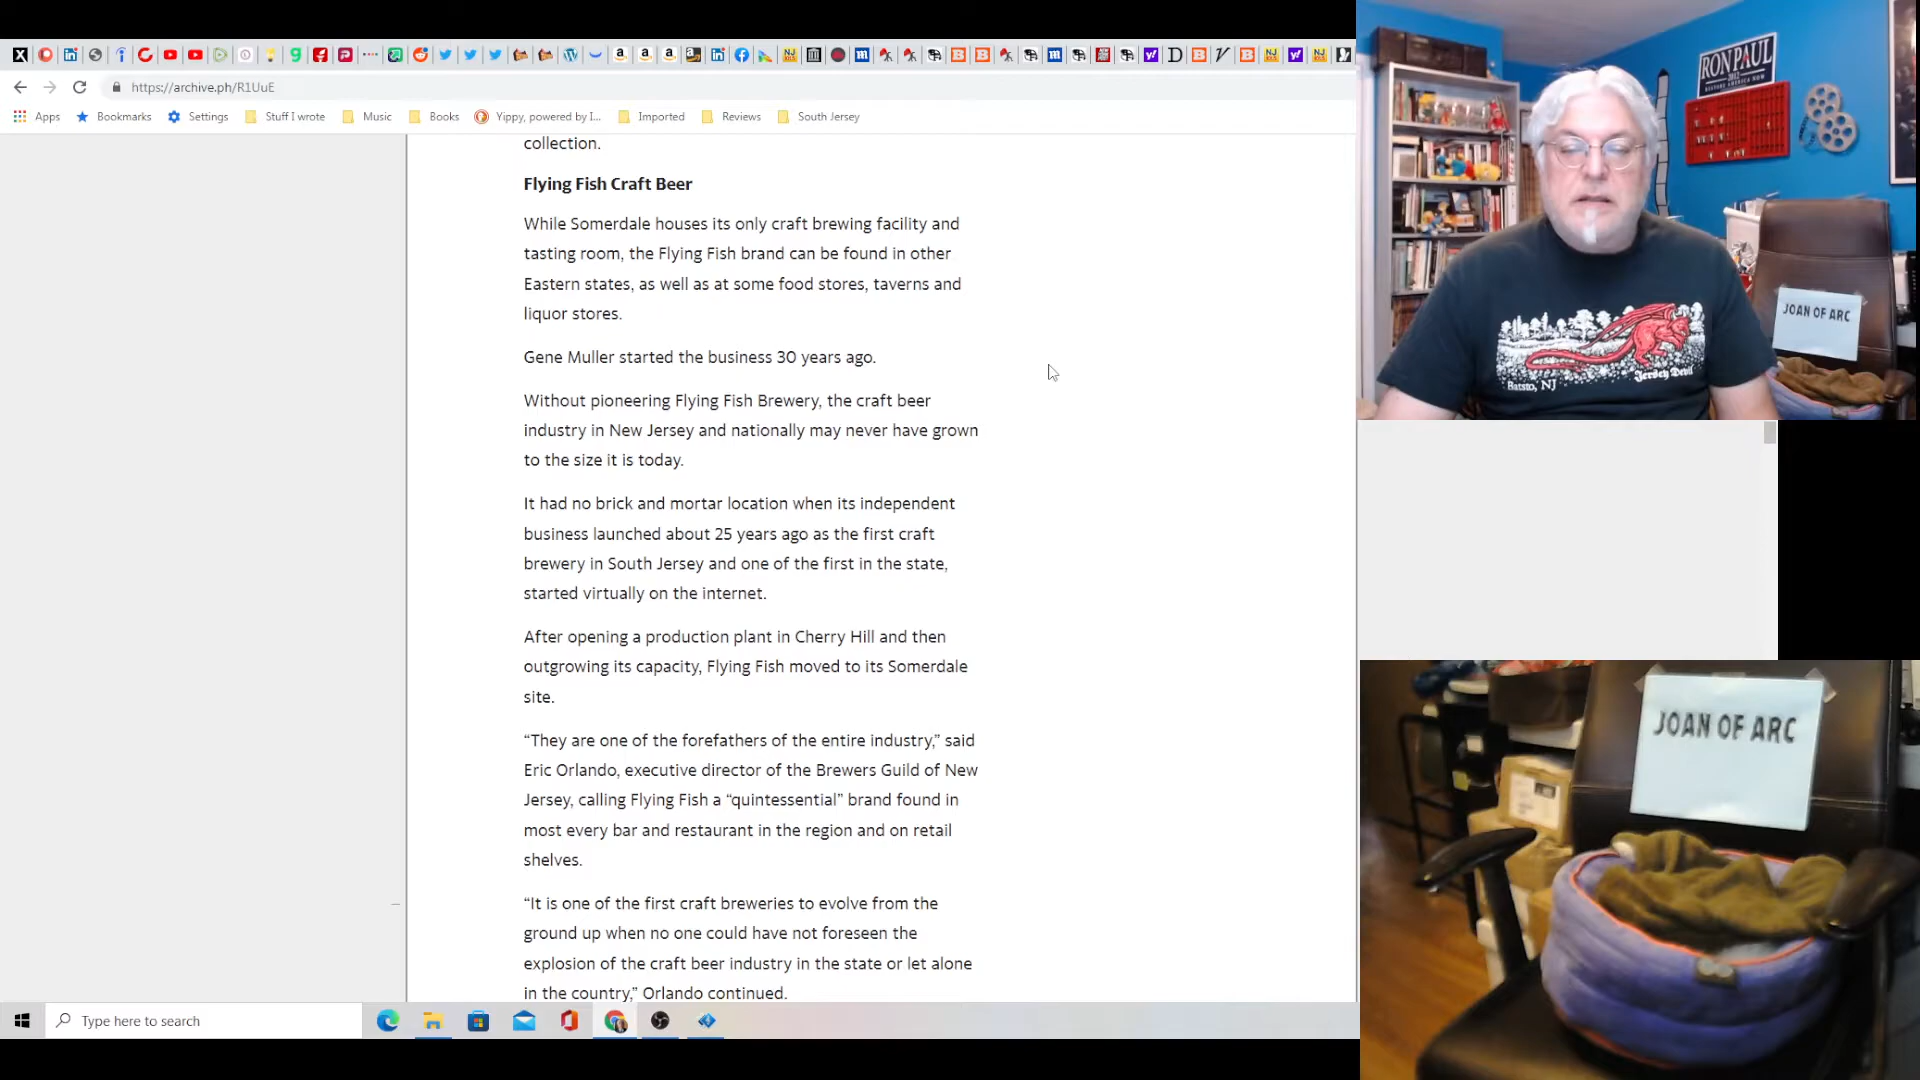 https://archive.ph/R1UuE
Apps
Bookmarks
Settings
Stuff I wrote
Music
Books
Yippy, powered by I...
Imported
Reviews
South Jersey
collection.
Flying Fish Craft Beer
While Somerdale houses its only craft brewing facility and
tasting room, the Flying Fish brand can be found in other
Eastern states, as well as at some food stores, taverns and
liquor stores.
Gene Muller started the business 30 years ago.
Without pioneering Flying Fish Brewery, the craft beer
industry in New Jersey and nationally may never have grown
to the size it is today.
It had no brick and mortar location when its independent
business launched about 25 years ago as the first craft
brewery in South Jersey and one of the first in the state,
started virtually on the internet.
After opening a production plant in Cherry Hill and then
outgrowing its capacity, Flying Fish moved to its Somerdale
site.
“They are one of the forefathers of the entire industry,” said
Eric Orlando, executive director of the Brewers Guild of New
Jersey, calling Flying Fish a “quintessential” brand found in
most every bar and restaurant in the region and on retail
shelves.
“It is one of the first craft breweries to evolve from the
ground up when no one could have not foreseen the
explosion of the craft beer industry in the state or let alone
in the country,” Orlando continued.
Type here to search
RON PAUL
2012
RESTORE AMERICA NOW
JOAN OF ARC
Batsto, NJ
Jersey Devil
JOAN OF ARC